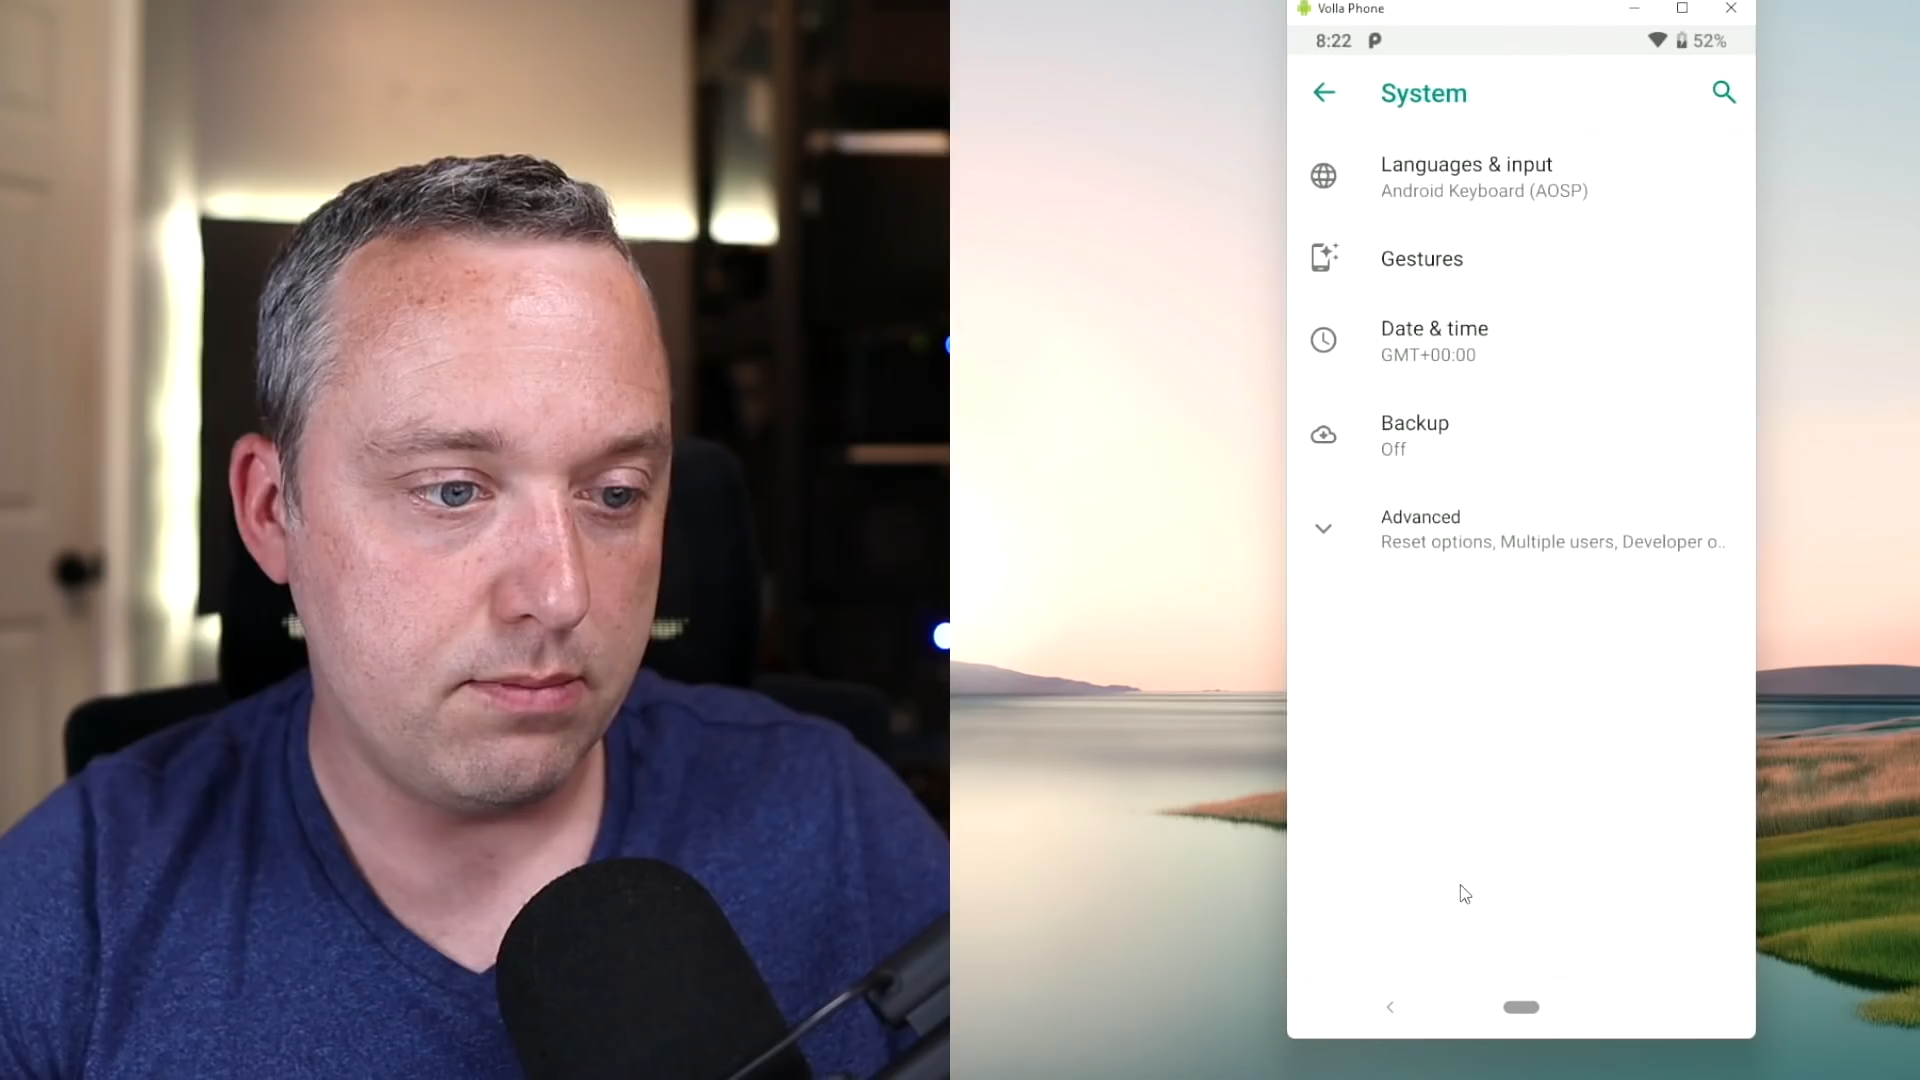 Volla Phone
8:22
52%
System
Languages & input
Android Keyboard (AOSP)
Gestures
Date & time
GMT+00:00
Backup
Off
Advanced
Reset options, Multiple users, Developer o..